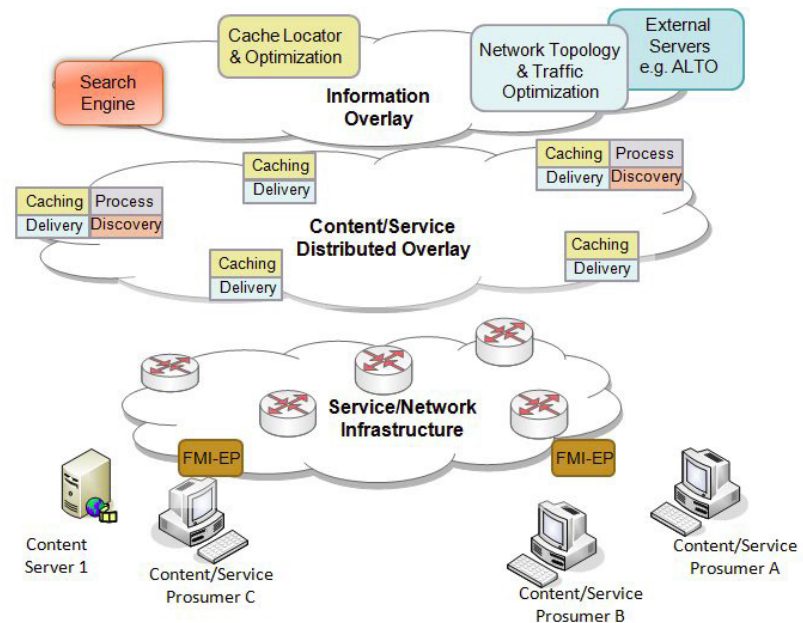 Cache Locator
& Optimization
External
Servers
e.g. ALTO
Network Topology
& Traffic
Optimization
Search
Engine
Information
Overlay
Caching
Delivery
Caching Process
Delivery Discovery
Caching Process
Delivery Discovery
Content/Service
Distributed Overlay
Caching
Delivery
Caching
Delivery
Service/Network
Infrastructure
FMI-EP
FMI-EP
Content
Server 1
Content/Service
Prosumer C
Content/Service
Prosumer B
Content/Service
Prosumer A